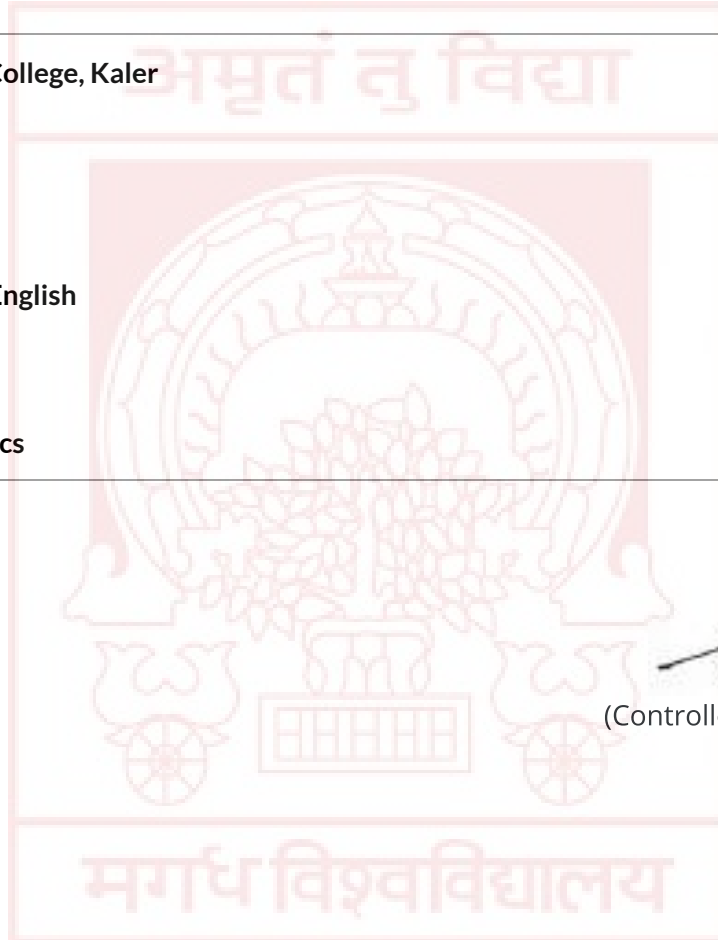 College, Kaler
अमृतं तु विद्या
English
cs
(Controll
मगध विश्वविद्यालय